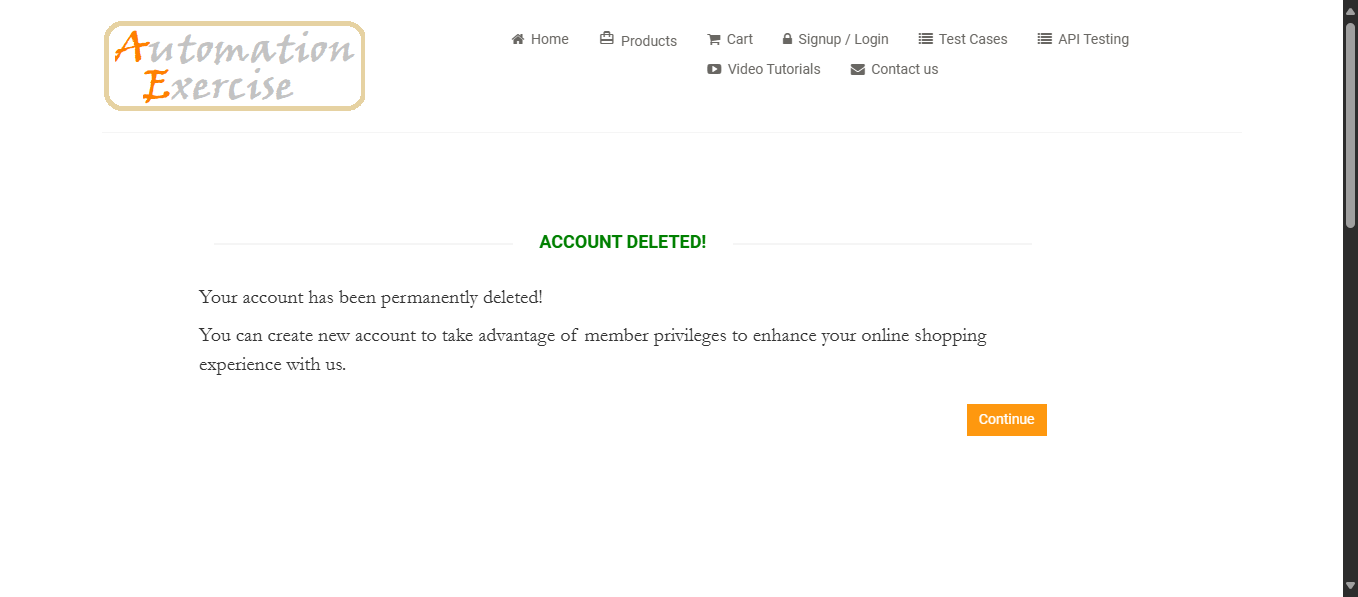 Automation
Exercise
Home
Products
Cart
Signup / Login
Test Cases
API Testing
Video Tutorials
Contact us
ACCOUNT DELETED!
Your account has been permanently deleted!
You can create new account to take advantage of member privileges to enhance your online shopping
experience with us.
Continue